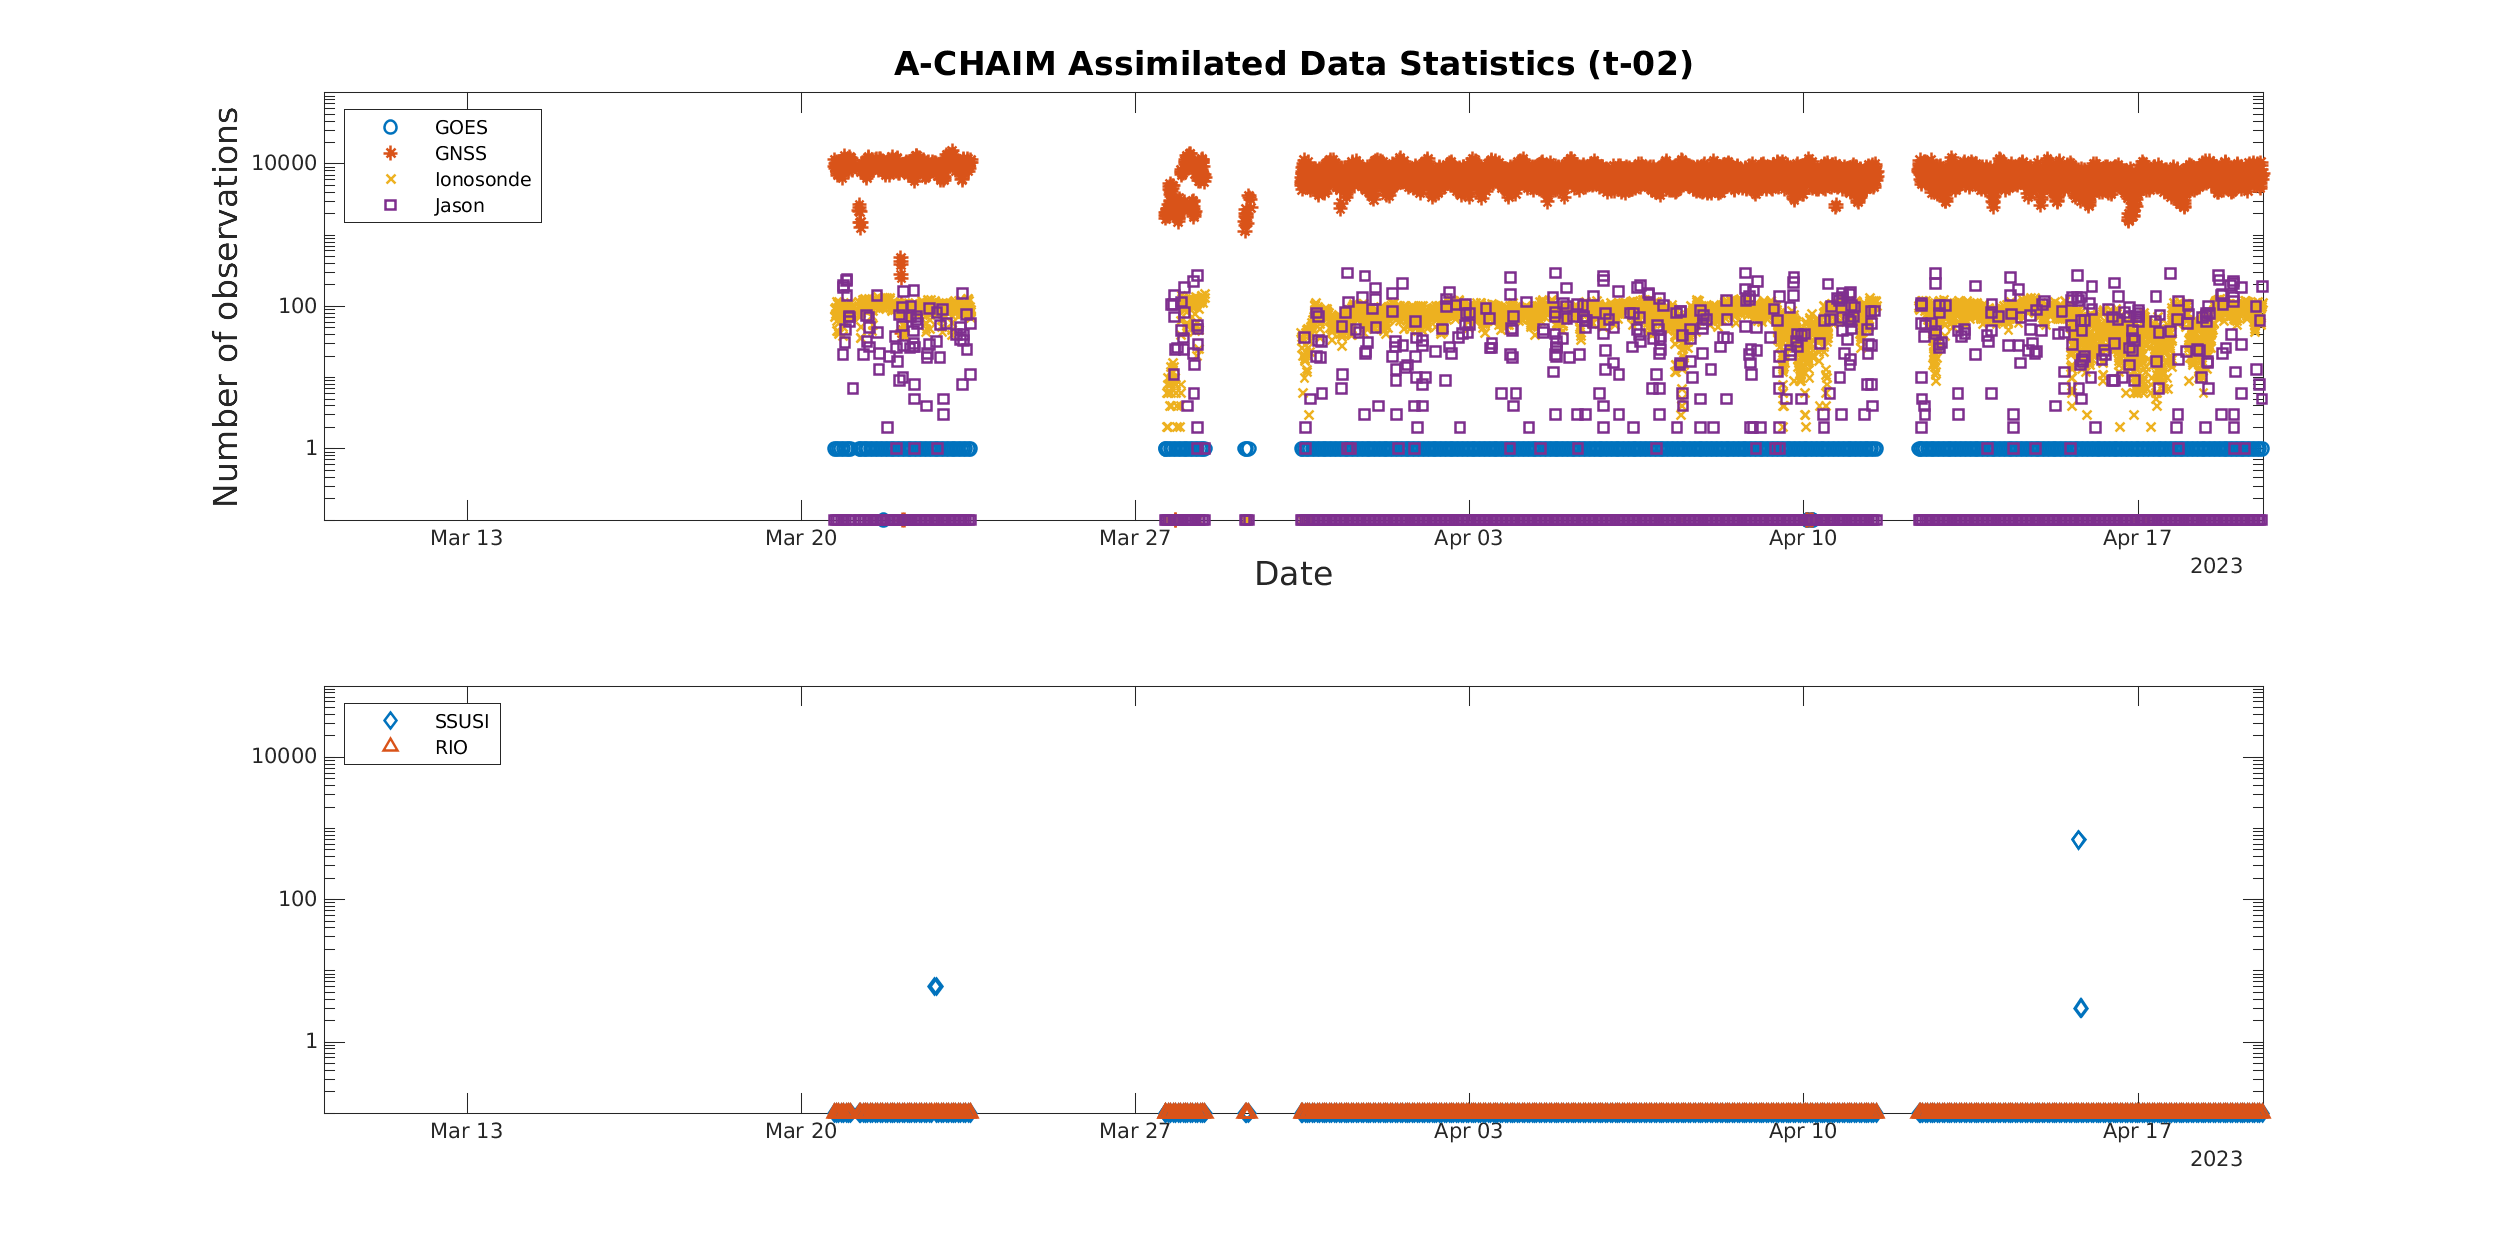 A-CHAIM Assimilated Data Statistics (t-02)
Number of observations
10000
100
1
GOES
GNSS
Ionosonde
Jason
Mar 13
Mar 20
Mar 27
Apr 03
Apr 10
Apr 17
2023
Date
10000
100
1
SSUSI
RIO
Mar 13
Mar 20
Mar 27
Apr 03
Apr 10
Apr 17
2023